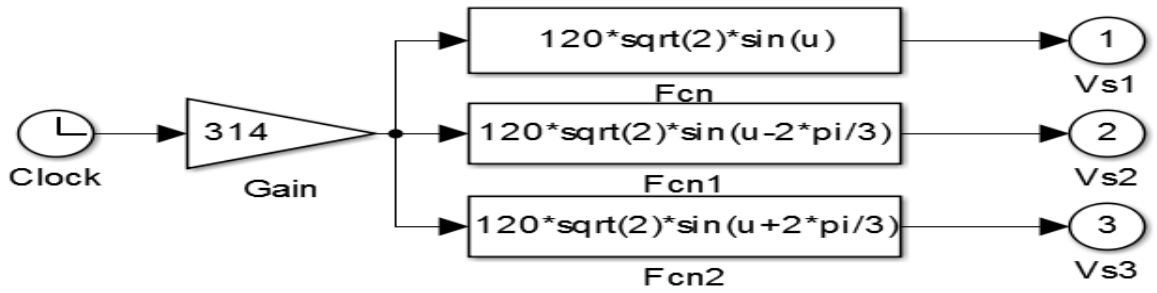 120*sqrt(2)*sin(u)
1
Fcn
Vs1
314
120*sqrt(2)*sin(u-2*pi/3)
2
Clock
Gain
Fcn1
Vs2
120*sqrt(2)*sin(u+2*pi/3)
3
Fcn2
Vs3